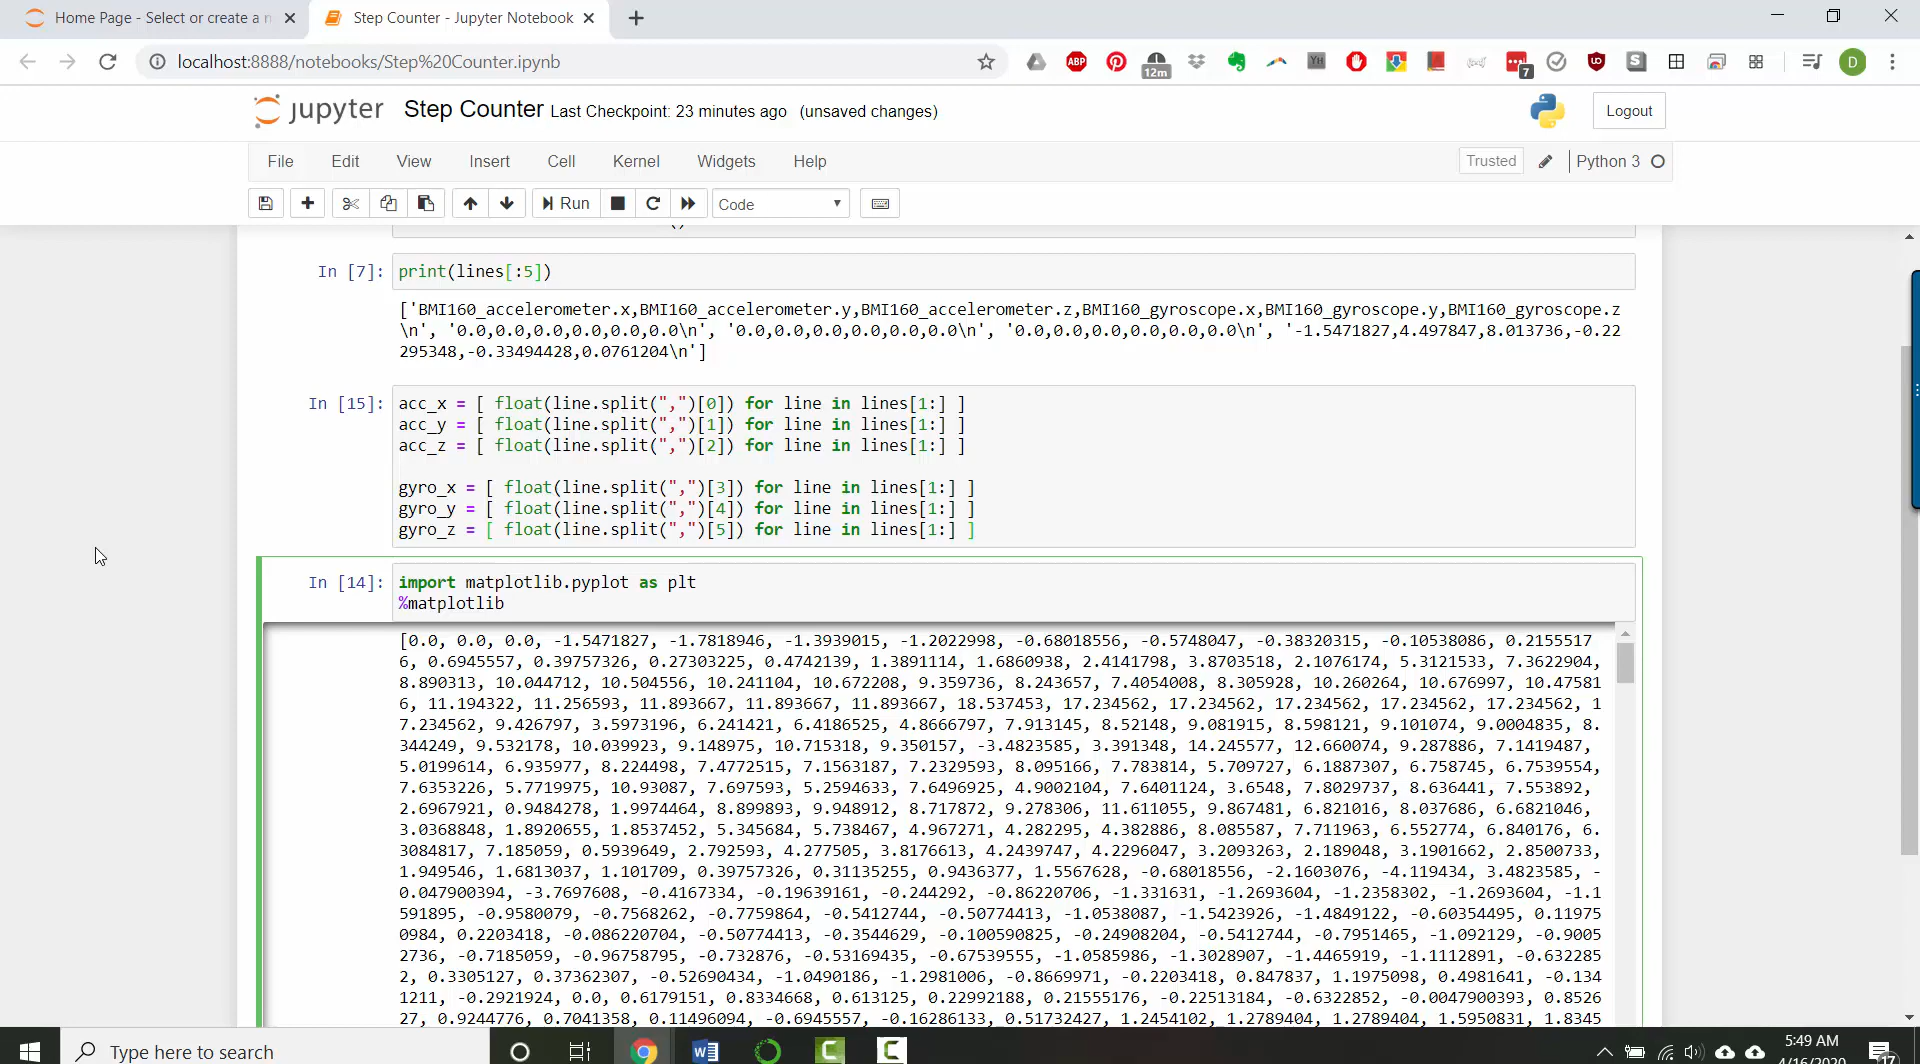 Home Page - Select or create a n
Step Counter - Jupyter Notebook
localhost:8888/notebooks/Step%20Counter.ipynb
ABP
12m
YH
7
S
D
jupyter Step Counter Last Checkpoint: 23 minutes ago (unsaved changes)
Logout
File Edit View Insert Cell Kernel Widgets Help
Trusted Python 3
Run Code
In [7]: print(lines[:5])
['BMI160_accelerometer.x,BMI160_accelerometer.y,BMI160_accelerometer.z,BMI160_gyroscope.x,BMI160_gyroscope.y,BMI160_gyroscope.z
\n', '0.0,0.0,0.0,0.0,0.0,0.0\n', '0.0,0.0,0.0,0.0,0.0,0.0\n', '0.0,0.0,0.0,0.0,0.0,0.0\n', '-1.5471827,4.497847,8.013736,-0.22
295348,-0.33494428,0.0761204\n']
In [15]: acc_x = [ float(line.split(",")[0]) for line in lines[1:] ]
acc_y = [ float(line.split(",")[1]) for line in lines[1:] ]
acc_z = [ float(line.split(",")[2]) for line in lines[1:] ]
gyro_x = [ float(line.split(",")[3]) for line in lines[1:] ]
gyro_y = [ float(line.split(",")[4]) for line in lines[1:] ]
gyro_z = [ float(line.split(",")[5]) for line in lines[1:] ]
In [14]: import matplotlib.pyplot as plt
%matplotlib
[0.0, 0.0, 0.0, -1.5471827, -1.7818946, -1.3939015, -1.2022998, -0.68018556, -0.5748047, -0.38320315, -0.10538086, 0.2155517
6, 0.6945557, 0.39757326, 0.27303225, 0.4742139, 1.3891114, 1.6860938, 2.4141798, 3.8703518, 2.1076174, 5.3121533, 7.3622904,
8.890313, 10.044712, 10.504556, 10.241104, 10.672208, 9.359736, 8.243657, 7.4054008, 8.305928, 10.260264, 10.676997, 10.47581
6, 11.194322, 11.256593, 11.893667, 11.893667, 11.893667, 18.537453, 17.234562, 17.234562, 17.234562, 17.234562, 17.234562, 1
7.234562, 9.426797, 3.5973196, 6.241421, 6.4186525, 4.8666797, 7.913145, 8.52148, 9.081915, 8.598121, 9.101074, 9.0004835, 8.
344249, 9.532178, 10.039923, 9.148975, 10.715318, 9.350157, -3.4823585, 3.391348, 14.245577, 12.660074, 9.287886, 7.1419487,
5.0199614, 6.935977, 8.224498, 7.4772515, 7.1563187, 7.2329593, 8.095166, 7.783814, 5.709727, 6.1887307, 6.758745, 6.7539554,
7.6353226, 5.7719975, 10.93087, 7.697593, 5.2594633, 7.6496925, 4.9002104, 7.6401124, 3.6548, 7.8029737, 8.636441, 7.553892,
2.6967921, 0.9484278, 1.9974464, 8.899893, 9.948912, 8.717872, 9.278306, 11.611055, 9.867481, 6.821016, 8.037686, 6.6821046,
3.0368848, 1.8920655, 1.8537452, 5.345684, 5.738467, 4.967271, 4.282295, 4.382886, 8.085587, 7.711963, 6.552774, 6.840176, 6.
3084817, 7.185059, 0.5939649, 2.792593, 4.277505, 3.8176613, 4.2439747, 4.2296047, 3.2093263, 2.189048, 3.1901662, 2.8500733,
1.949546, 1.6813037, 1.101709, 0.39757326, 0.31135255, 0.9436377, 1.5567628, -0.68018556, -2.1603076, -4.119434, 3.4823585, -
0.047900394, -3.7697608, -0.4167334, -0.19639161, -0.244292, -0.86220706, -1.331631, -1.2693604, -1.2358302, -1.2693604, -1.1
591895, -0.9580079, -0.7568262, -0.7759864, -0.5412744, -0.50774413, -1.0538087, -1.5423926, -1.4849122, -0.60354495, 0.11975
0984, 0.2203418, -0.086220704, -0.50774413, -0.3544629, -0.100590825, -0.24908204, -0.5412744, -0.7951465, -1.092129, -0.9005
2736, -0.7185059, -0.96758795, -0.732876, -0.53169435, -0.67539555, -1.0585986, -1.3028907, -1.4465919, -1.1112891, -0.632285
2, 0.3305127, 0.37362307, -0.52690434, -1.0490186, -1.2981006, -0.8669971, -0.2203418, 0.847837, 1.1975098, 0.4981641, -0.134
1211, -0.2921924, 0.0, 0.6179151, 0.8334668, 0.613125, 0.22992188, 0.21555176, -0.22513184, -0.6322852, -0.0047900393, 0.8526
27, 0.9244776, 0.7041358, 0.11496094, -0.6945557, -0.16286133, 0.51732427, 1.2454102, 1.2789404, 1.2789404, 1.5950831, 1.8345
Type here to search
5:49 AM
4/16/2020
17